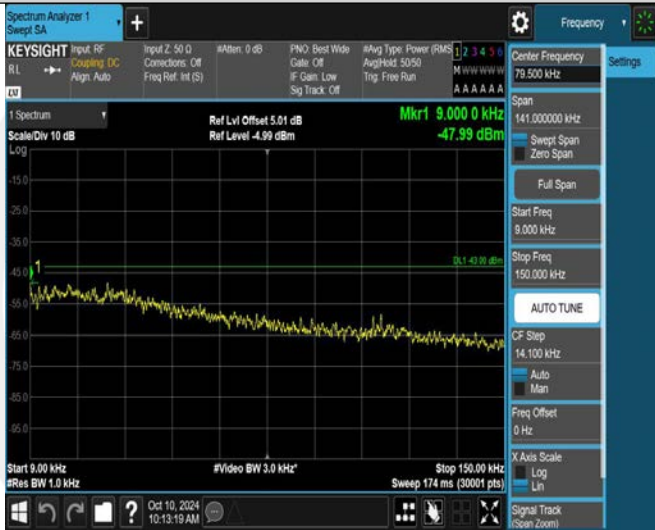 Spectrum Analyzer 1
Swept SA
Frequency
KEYSIGHT
RL
LXI
Input: RF
Coupling: DC
Align: Auto
Input Z: 50 Ω
Corrections: Off
Freq Ref: Int (S)
#Atten: 0 dB
PNO: Best Wide
Gate: Off
IF Gain: Low
Sig Track: Off
#Avg Type: Power (RMS
Avg|Hold: 50/50
Trig: Free Run
1 2 3 4 5 6
M W W W W W
A A A A A A
1 Spectrum
Scale/Div 10 dB
Log
Ref Lvl Offset 5.01 dB
Ref Level -4.99 dBm
Mkr1 9.000 0 kHz
-47.99 dBm
-15.0
-25.0
-35.0
DL1 -43.00 dBm
-45.0
1
-55.0
-65.0
-75.0
-85.0
-95.0
Start 9.00 kHz
#Res BW 1.0 kHz
#Video BW 3.0 kHz*
Stop 150.00 kHz
Sweep 174 ms (30001 pts)
Oct 10, 2024
10:13:19 AM
Center Frequency
79.500 kHz
Settings
Span
141.000000 kHz
Swept Span
Zero Span
Full Span
Start Freq
9.000 kHz
Stop Freq
150.000 kHz
AUTO TUNE
CF Step
14.100 kHz
Auto
Man
Freq Offset
0 Hz
X Axis Scale
Log
Lin
Signal Track
(Span Zoom)